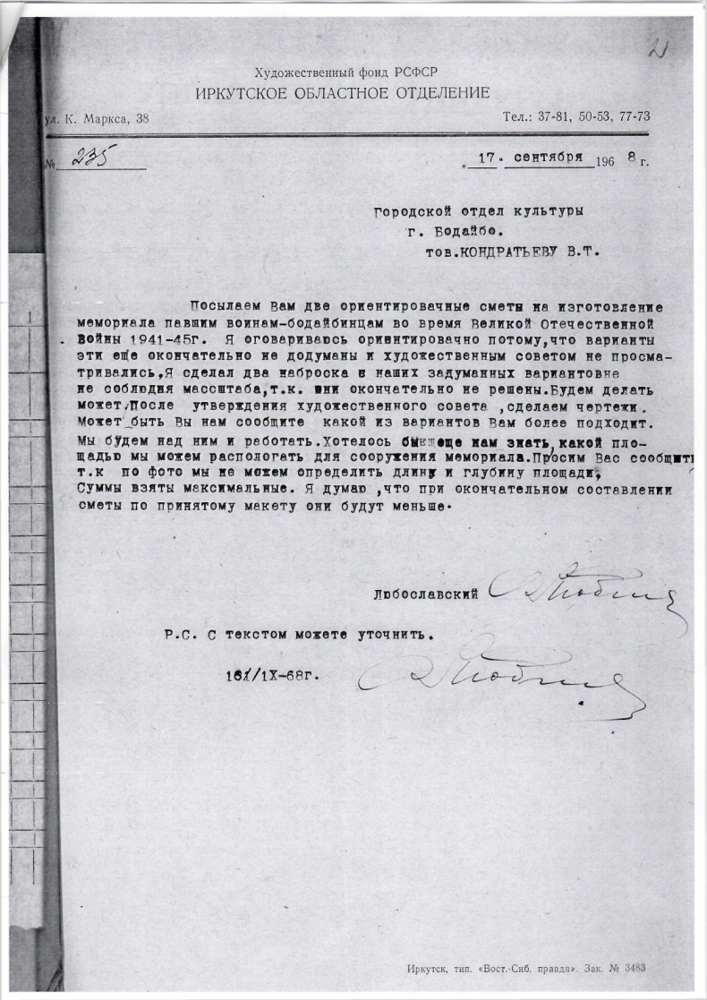 2
Художественный фонд РСФСР
ИРКУТСКОЕ ОБЛАСТНОЕ ОТДЕЛЕНИЕ
ул. К. Маркса, 38 Тел.: 37-81, 50-53, 77-73
№ 235 „17" сентября 1968 г.
Городской отдел культуры
г. Бодайбо.
тов.КОНДРАТЬЕВУ В.Т.
Посылаем Вам две ориентировачные сметы на изготовление
мемориала павшим воинам-бодайбинцам во время Великой Отечественной
Войны 1941-45г. Я оговариваюсь ориентировачно потому,что варианты
эти еще окончательно не додуманы и художественным советом не просма-
тривались,Я сделал два наброска в наших задуманных вариантовне
не соблюдня масштаба,т.к. они окончательно не решены.Будем делать
может.После утверждения художественного совета ,сделаем чертежи.
Может быть Вы нам сообщите какой из вариантов Вам более подходит.
Мы будем над ним и работать.Хотелось бы еще нам знать,какой пло-
щадью мы можем распологать для сооружения мемориала.Просим Вас сообщить
т.к по фото мы не можем определить длину и глубину площади,
Суммы взяты максимальные. Я думаю ,что при окончательном составлении
сметы по принятому макету они будут меньше.
Любославский
Р.С. С текстом можете уточнить.
/1Х-68г.
Иркутск, тип. «Вост.-Сиб. правда». Зак. № 3483